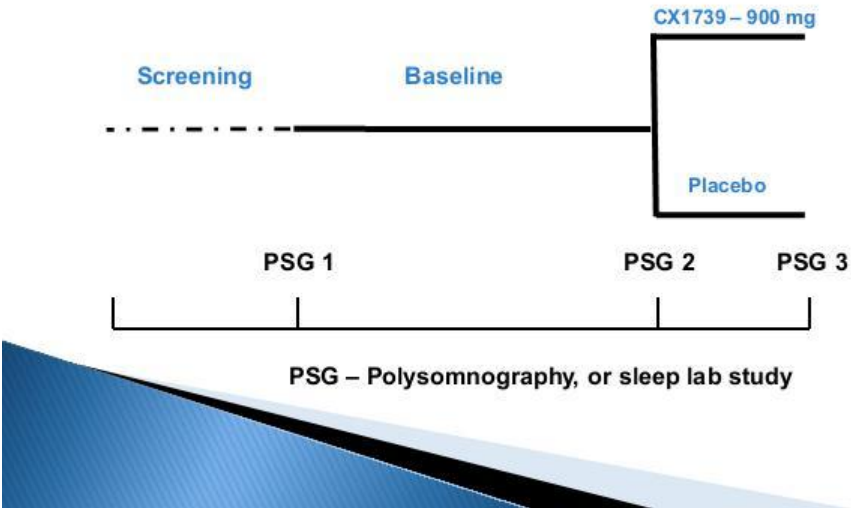 CX1739 – 900 mg
Screening
Baseline
Placebo
PSG 1
PSG 2
PSG 3
PSG – Polysomnography, or sleep lab study